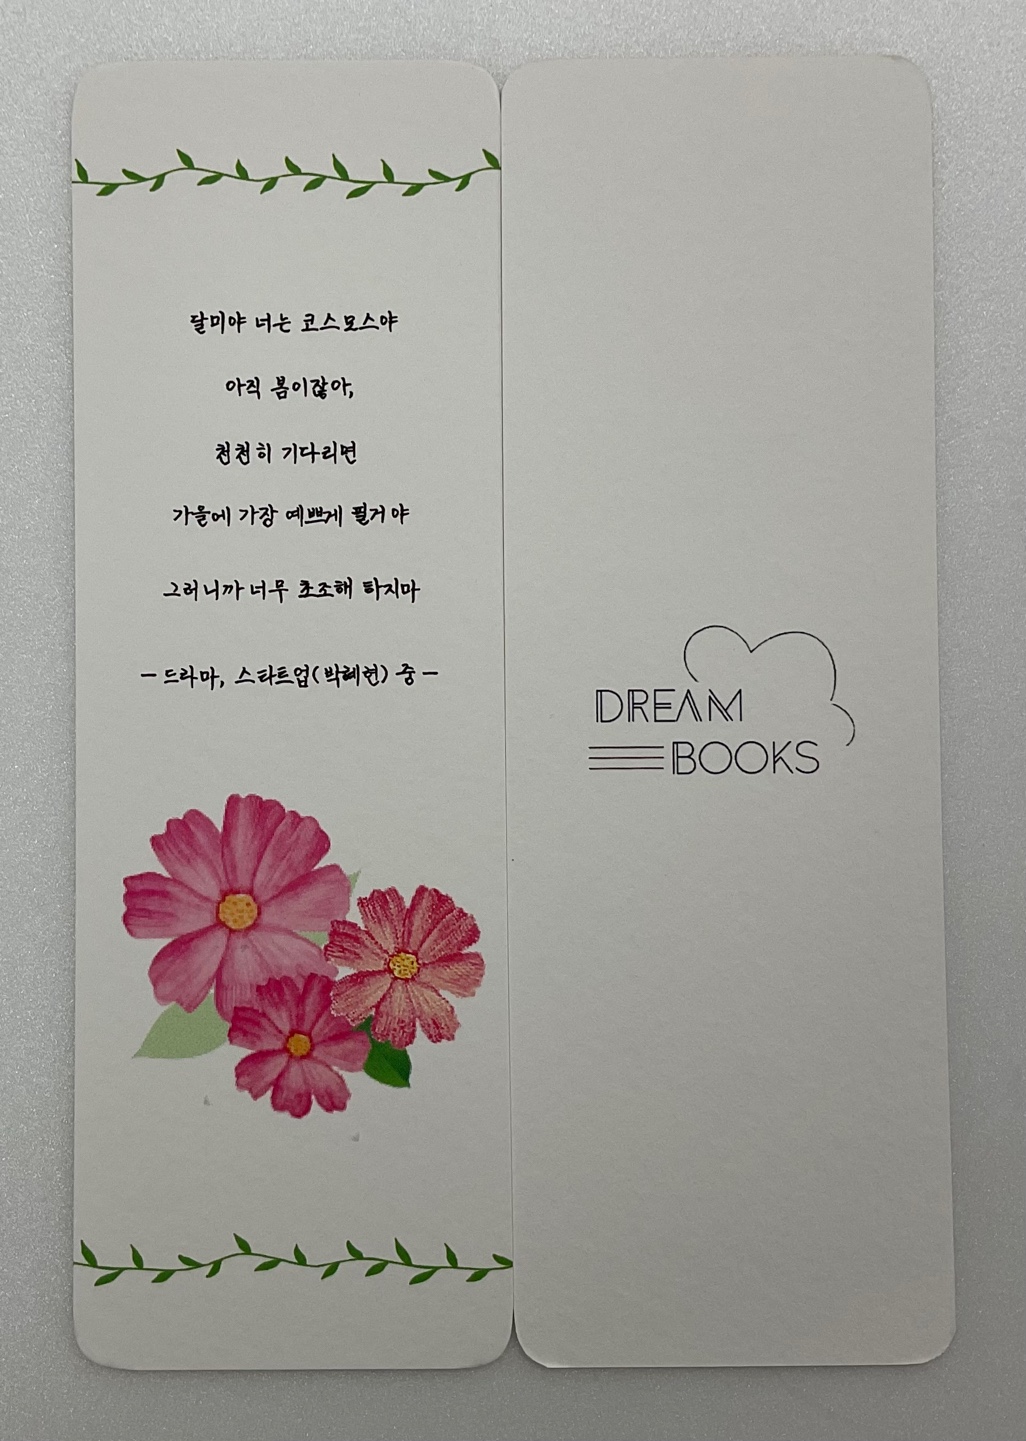 달미야 너는 코스모스야
아직 봄이잖아,
천천히 기다리면
가을에 가장 예쁘게 필거야
그러니까 너무 초조해 하지마
- 드라마, 스타트업(박혜련) 중 -
DREAM
BOOKS